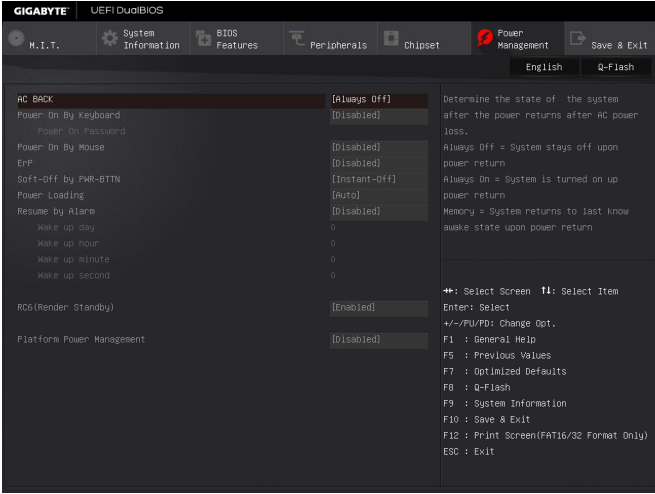 GIGABYTE™ UEFI DualBIOS
M.I.T. System Information BIOS Features Peripherals Chipset Power Management Save & Exit
English Q-Flash
AC BACK [Always Off]
Power On By Keyboard [Disabled]
Power On Password
Power On By Mouse [Disabled]
ErP [Disabled]
Soft-Off by PWR-BTTN [Instant-Off]
Power Loading [Auto]
Resume by Alarm [Disabled]
Wake up day 0
Wake up hour 0
Wake up minute 0
Wake up second 0
RC6(Render Standby) [Enabled]
Platform Power Management [Disabled]
Determine the state of the system
after the power returns after AC power
loss.
Always Off = System stays off upon
power return
Always On = System is turned on up
power return
Memory = System returns to last know
awake state upon power return
→←: Select Screen ↑↓: Select Item
Enter: Select
+/-/PU/PD: Change Opt.
F1 : General Help
F5 : Previous Values
F7 : Optimized Defaults
F8 : Q-Flash
F9 : System Information
F10 : Save & Exit
F12 : Print Screen(FAT16/32 Format Only)
ESC : Exit